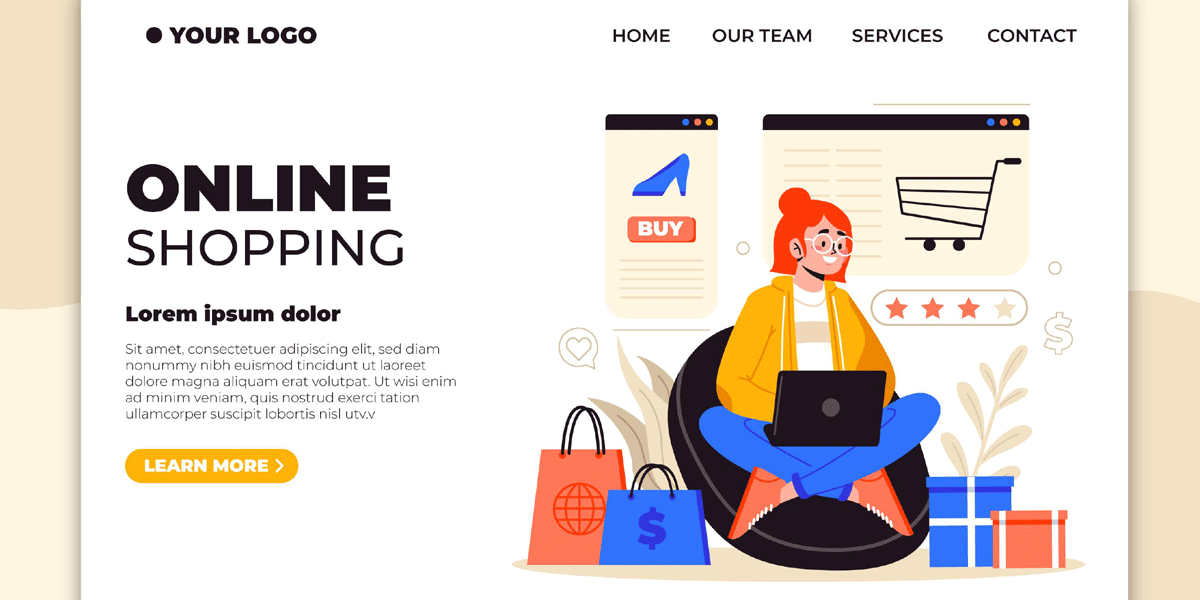 YOUR LOGO
HOME OUR TEAM SERVICES CONTACT
ONLINE
SHOPPING
BUY
Lorem ipsum dolor
Sit amet, consectetuer adipiscing elit, sed diam
nonummy nibh euismod tincidunt ut laoreet
dolore magna aliquam erat volutpat. Ut wisi enim
ad minim veniam, quis nostrud exerci tation
ullamcorper suscipit lobortis nisl utv.v
LEARN MORE >
$
$